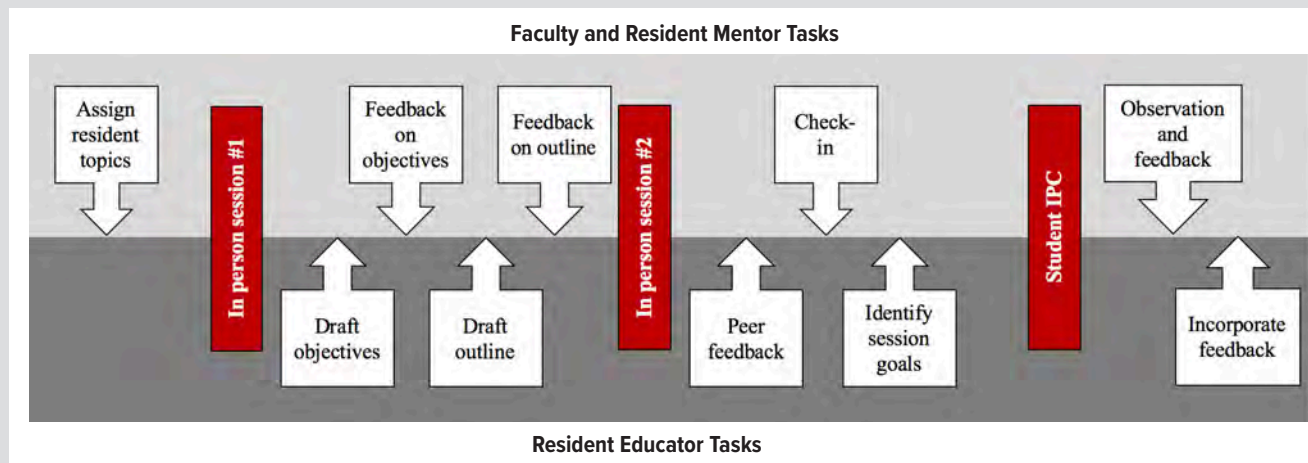 Faculty and Resident Mentor Tasks
Assign
resident
topics
In person session #1
Feedback
on
objectives
Feedback
on outline
In person session #2
Check-
in
Student IPC
Observation
and
feedback
Draft
objectives
Draft
outline
Peer
feedback
Identify
session
goals
Incorporate
feedback
Resident Educator Tasks